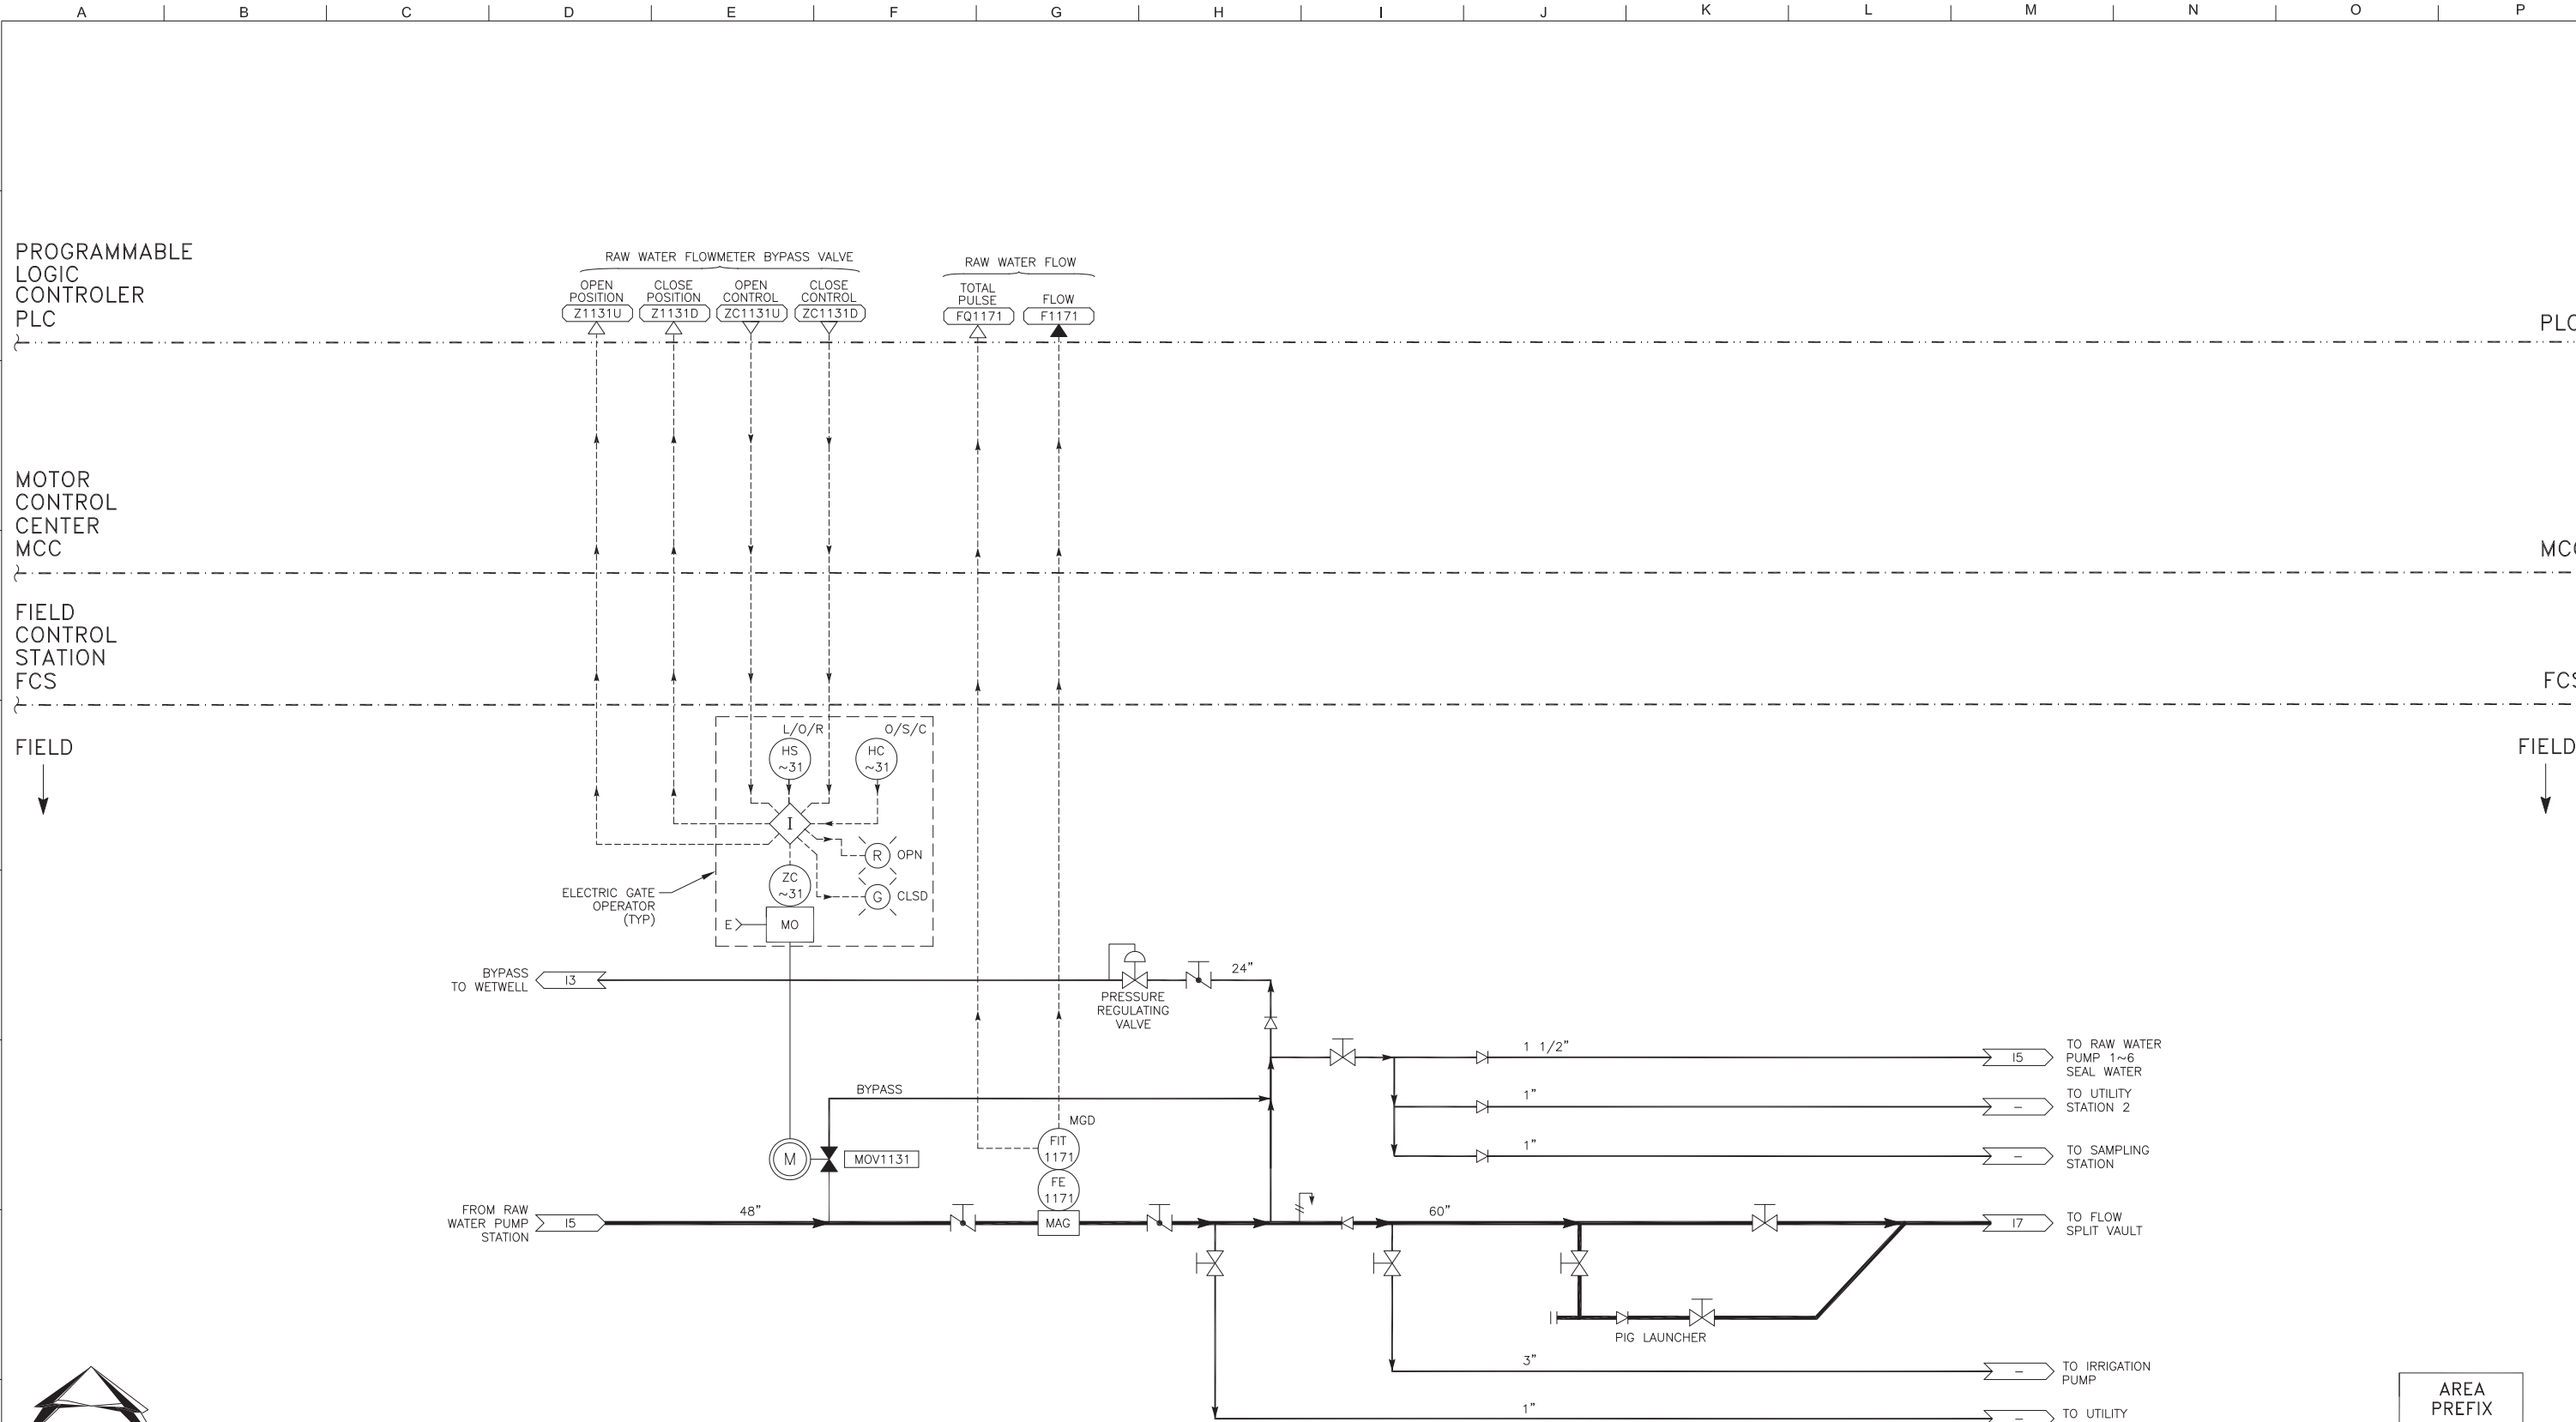 A B C D E F G H I J K L M N O P
PROGRAMMABLE
LOGIC
CONTROLER
PLC
RAW WATER FLOWMETER BYPASS VALVE
OPEN
POSITION
Z1131U
CLOSE
POSITION
Z1131D
OPEN
CONTROL
ZC1131U
CLOSE
CONTROL
ZC1131D
RAW WATER FLOW
TOTAL
PULSE
FQ1171
FLOW
F1171
PLC
MOTOR
CONTROL
CENTER
MCC
MCC
FIELD
CONTROL
STATION
FCS
FCS
FIELD
FIELD
L/O/R
HS
~31
O/S/C
HC
~31
I
R OPN
ZC
~31
G CLSD
ELECTRIC GATE
OPERATOR
(TYP)
E
MO
BYPASS
TO WETWELL
I3
PRESSURE
REGULATING
VALVE
24"
1 1/2"
I5
TO RAW WATER
PUMP 1~6
SEAL WATER
BYPASS
1"
–
TO UTILITY
STATION 2
MGD
FIT
1171
M
MOV1131
1"
–
TO SAMPLING
STATION
FE
1171
FROM RAW
WATER PUMP
STATION
I5
48"
MAG
60"
I7
TO FLOW
SPLIT VAULT
PIG LAUNCHER
3"
–
TO IRRIGATION
PUMP
1"
–
TO UTILITY
AREA
PREFIX